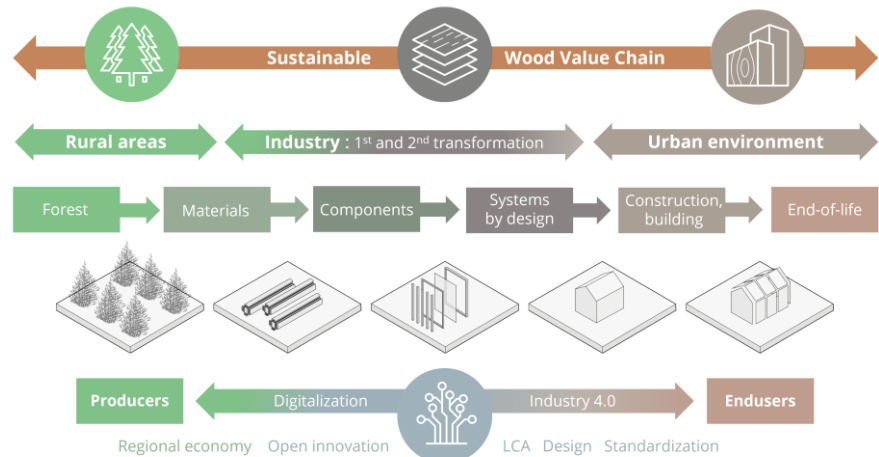 Sustainable Wood Value Chain
Rural areas
Industry : 1st and 2nd transformation
Urban environment
Forest
Materials
Components
Systems
by design
Construction,
building
End-of-life
Producers
Digitalization
Industry 4.0
Endusers
Regional economy Open innovation LCA Design Standardization